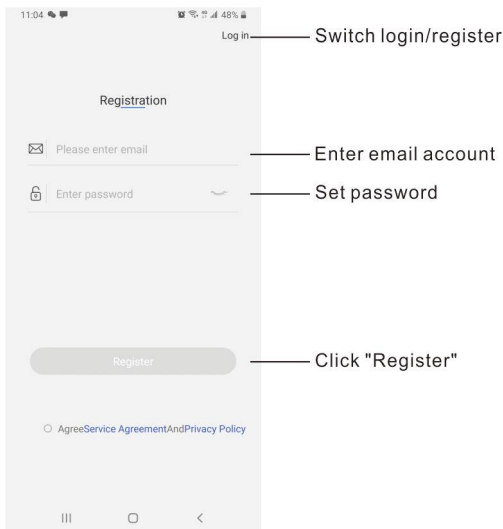 11:04 48%
Log in Switch login/register
Registration
Please enter email Enter email account
Enter password Set password
Register Click "Register"
AgreeService AgreementAndPrivacy Policy